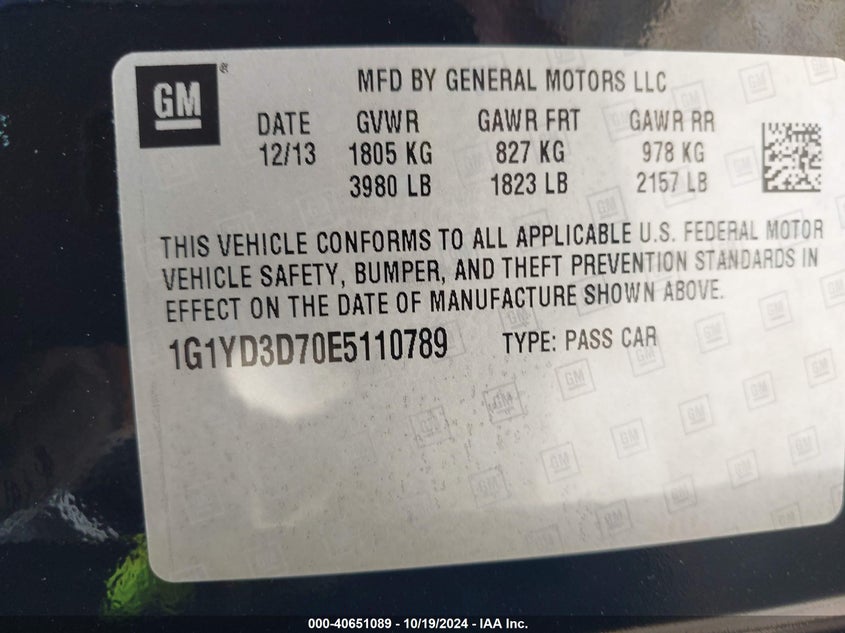 GM®
MFD BY GENERAL MOTORS LLC
DATE GVWR GAWR FRT GAWR RR
12/13 1805 KG 827 KG 978 KG
3980 LB 1823 LB 2157 LB
THIS VEHICLE CONFORMS TO ALL APPLICABLE U.S. FEDERAL MOTOR
VEHICLE SAFETY, BUMPER, AND THEFT PREVENTION STANDARDS IN
EFFECT ON THE DATE OF MANUFACTURE SHOWN ABOVE.
1G1YD3D70E5110789 TYPE: PASS CAR
000-40651089 - 10/19/2024 - IAA Inc.